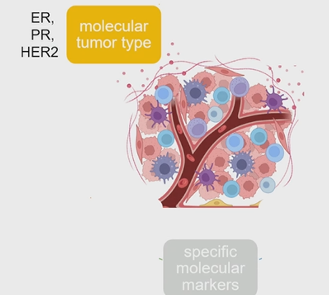 ER,
PR,
HER2
molecular
tumor type
specific
molecular
markers